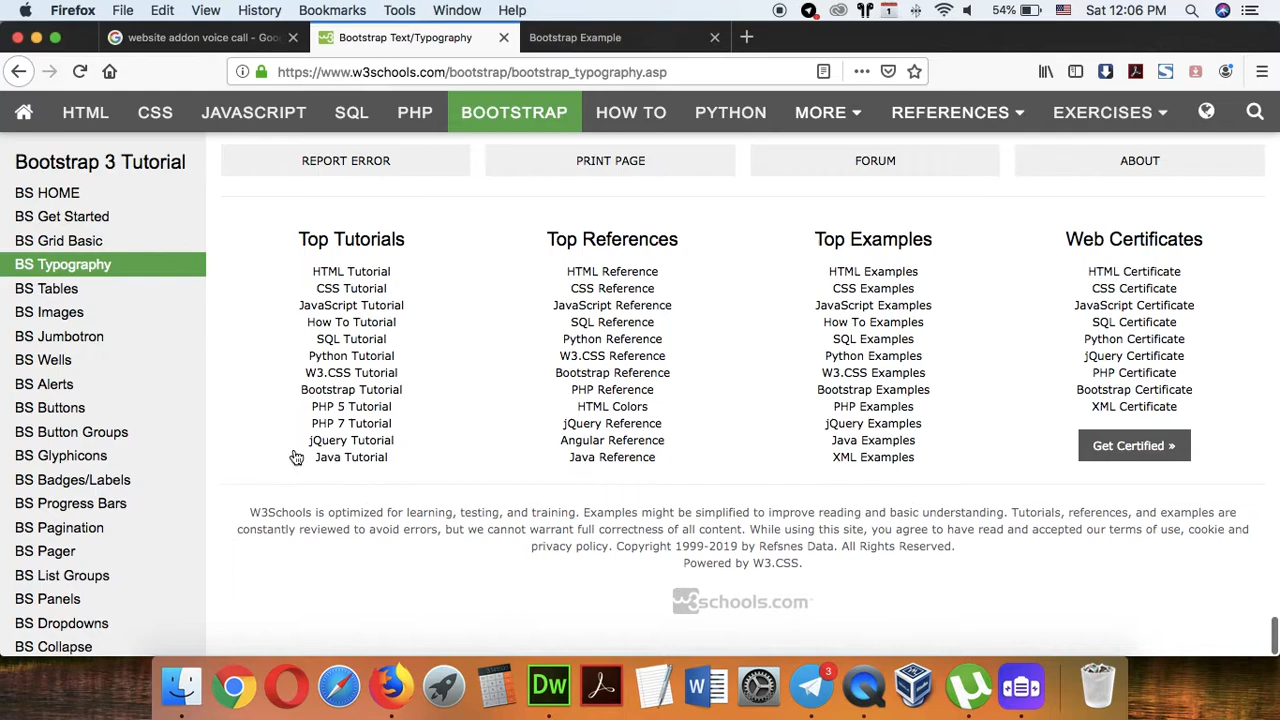 Firefox File Edit View History Bookmarks Tools Window Help 1 54% Sat 12:06 PM
website addon voice call - Goo
Bootstrap Text/Typography
Bootstrap Example
https://www.w3schools.com/bootstrap/bootstrap_typography.asp
HTML CSS JAVASCRIPT SQL PHP BOOTSTRAP HOW TO PYTHON MORE REFERENCES EXERCISES
Bootstrap 3 Tutorial
BS HOME
BS Get Started
BS Grid Basic
BS Typography
BS Tables
BS Images
BS Jumbotron
BS Wells
BS Alerts
BS Buttons
BS Button Groups
BS Glyphicons
BS Badges/Labels
BS Progress Bars
BS Pagination
BS Pager
BS List Groups
BS Panels
BS Dropdowns
BS Collapse
REPORT ERROR
PRINT PAGE
FORUM
ABOUT
Top Tutorials
HTML Tutorial
CSS Tutorial
JavaScript Tutorial
How To Tutorial
SQL Tutorial
Python Tutorial
W3.CSS Tutorial
Bootstrap Tutorial
PHP 5 Tutorial
PHP 7 Tutorial
jQuery Tutorial
Java Tutorial
Top References
HTML Reference
CSS Reference
JavaScript Reference
SQL Reference
Python Reference
W3.CSS Reference
Bootstrap Reference
PHP Reference
HTML Colors
jQuery Reference
Angular Reference
Java Reference
Top Examples
HTML Examples
CSS Examples
JavaScript Examples
How To Examples
SQL Examples
Python Examples
W3.CSS Examples
Bootstrap Examples
PHP Examples
jQuery Examples
Java Examples
XML Examples
Web Certificates
HTML Certificate
CSS Certificate
JavaScript Certificate
SQL Certificate
Python Certificate
jQuery Certificate
PHP Certificate
Bootstrap Certificate
XML Certificate
Get Certified »
W3Schools is optimized for learning, testing, and training. Examples might be simplified to improve reading and basic understanding. Tutorials, references, and examples are
constantly reviewed to avoid errors, but we cannot warrant full correctness of all content. While using this site, you agree to have read and accepted our terms of use, cookie and
privacy policy. Copyright 1999-2019 by Refsnes Data. All Rights Reserved.
Powered by W3.CSS.
w3schools.com
Dw
W
3
µ